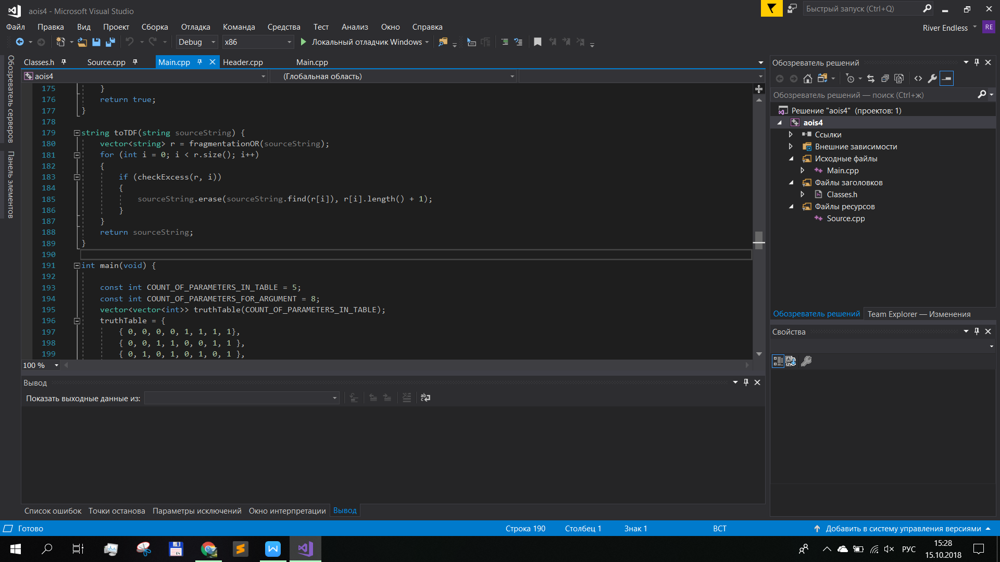 aois4 - Microsoft Visual Studio
Быстрый запуск (Ctrl+Q)
Файл Правка Вид Проект Сборка Отладка Команда Средства Тест Анализ Окно Справка
River Endless RE
Debug x86 Локальный отладчик Windows
Обозреватель серверов
Панель элементов
Classes.h Source.cpp Main.cpp Header.cpp Main.cpp
aois4 (Глобальная область)
175 }
176 return true;
177 }
178
179 string toTDF(string sourceString) {
180 vector<string> r = fragmentationOR(sourceString);
181 for (int i = 0; i < r.size(); i++)
182 {
183 if (checkExcess(r, i))
184 {
185 sourceString.erase(sourceString.find(r[i]), r[i].length() + 1);
186 }
187 }
188 return sourceString;
189 }
190
191 int main(void) {
192
193 const int COUNT_OF_PARAMETERS_IN_TABLE = 5;
194 const int COUNT_OF_PARAMETERS_FOR_ARGUMENT = 8;
195 vector<vector<int>> truthTable(COUNT_OF_PARAMETERS_IN_TABLE);
196 truthTable = {
197 { 0, 0, 0, 0, 1, 1, 1, 1},
198 { 0, 0, 1, 1, 0, 0, 1, 1 },
199 { 0, 1, 0, 1, 0, 1, 0, 1 },
100 %
Вывод
Показать выходные данные из:
Список ошибок Точки останова Параметры исключений Окно интерпретации Вывод
Обозреватель решений
Обозреватель решений — поиск (Ctrl+ж)
Решение "aois4" (проектов: 1)
aois4
Ссылки
Внешние зависимости
Исходные файлы
Main.cpp
Файлы заголовков
Classes.h
Файлы ресурсов
Source.cpp
Обозреватель решений Team Explorer — Изменения
Свойства
Готово Строка 190 Столбец 1 Знак 1 ВСТ Добавить в систему управления версиями
РУС 15:28
15.10.2018